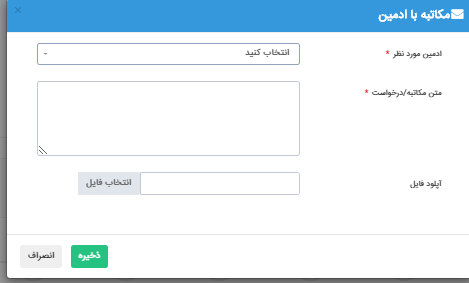 مکاتبه با ادمین
ادمین مورد نظر *
انتخاب کنید
متن مکاتبه/درخواست *
آپلود فایل
انتخاب فایل
ذخیره
انصراف